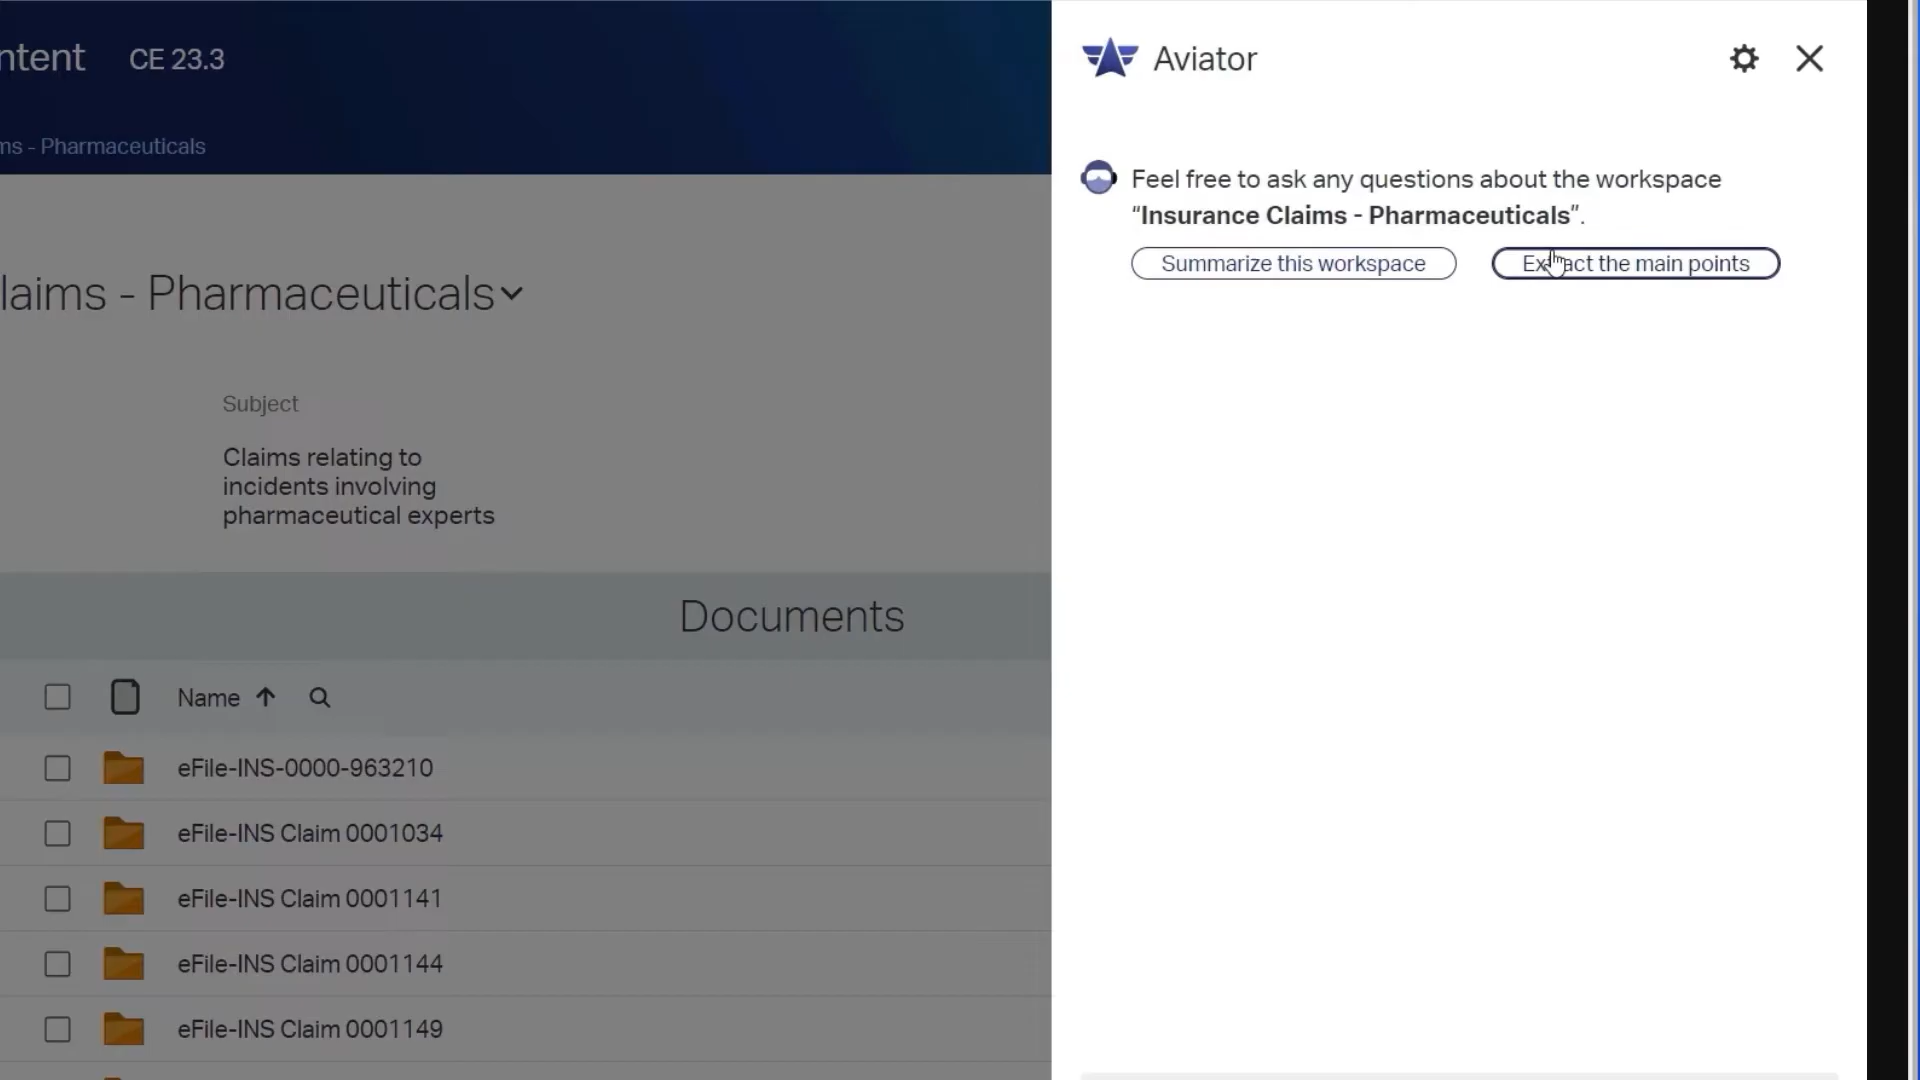 ntent CE 23.3
ms - Pharmaceuticals
laims - Pharmaceuticals
Subject
Claims relating to
incidents involving
pharmaceutical experts
Documents
Name
eFile-INS-0000-963210
eFile-INS Claim 0001034
eFile-INS Claim 0001141
eFile-INS Claim 0001144
eFile-INS Claim 0001149
Aviator
Feel free to ask any questions about the workspace
“Insurance Claims - Pharmaceuticals”.
Summarize this workspace
Extract the main points